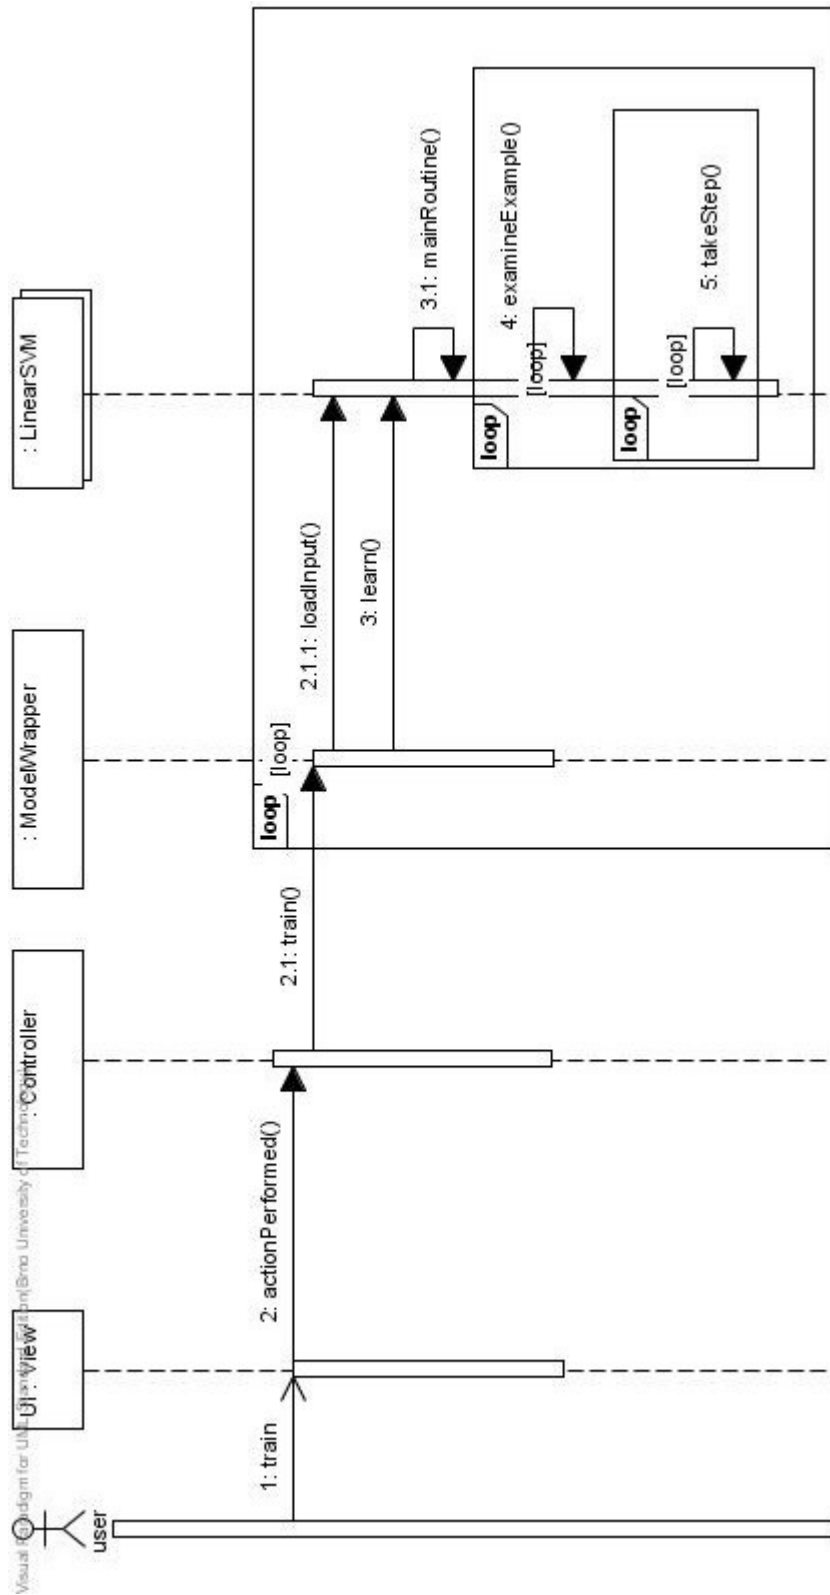 Visual Paradigm for UML Standard Edition(Brno University of Technology)
user
UI : View
: Controller
: ModelWrapper
: LinearSVM
1: train
2: actionPerformed()
2.1: train()
loop
[loop]
2.1.1: loadInput()
3: learn()
3.1: mainRoutine()
loop
[loop]
4: examineExample()
loop
[loop]
5: takeStep()